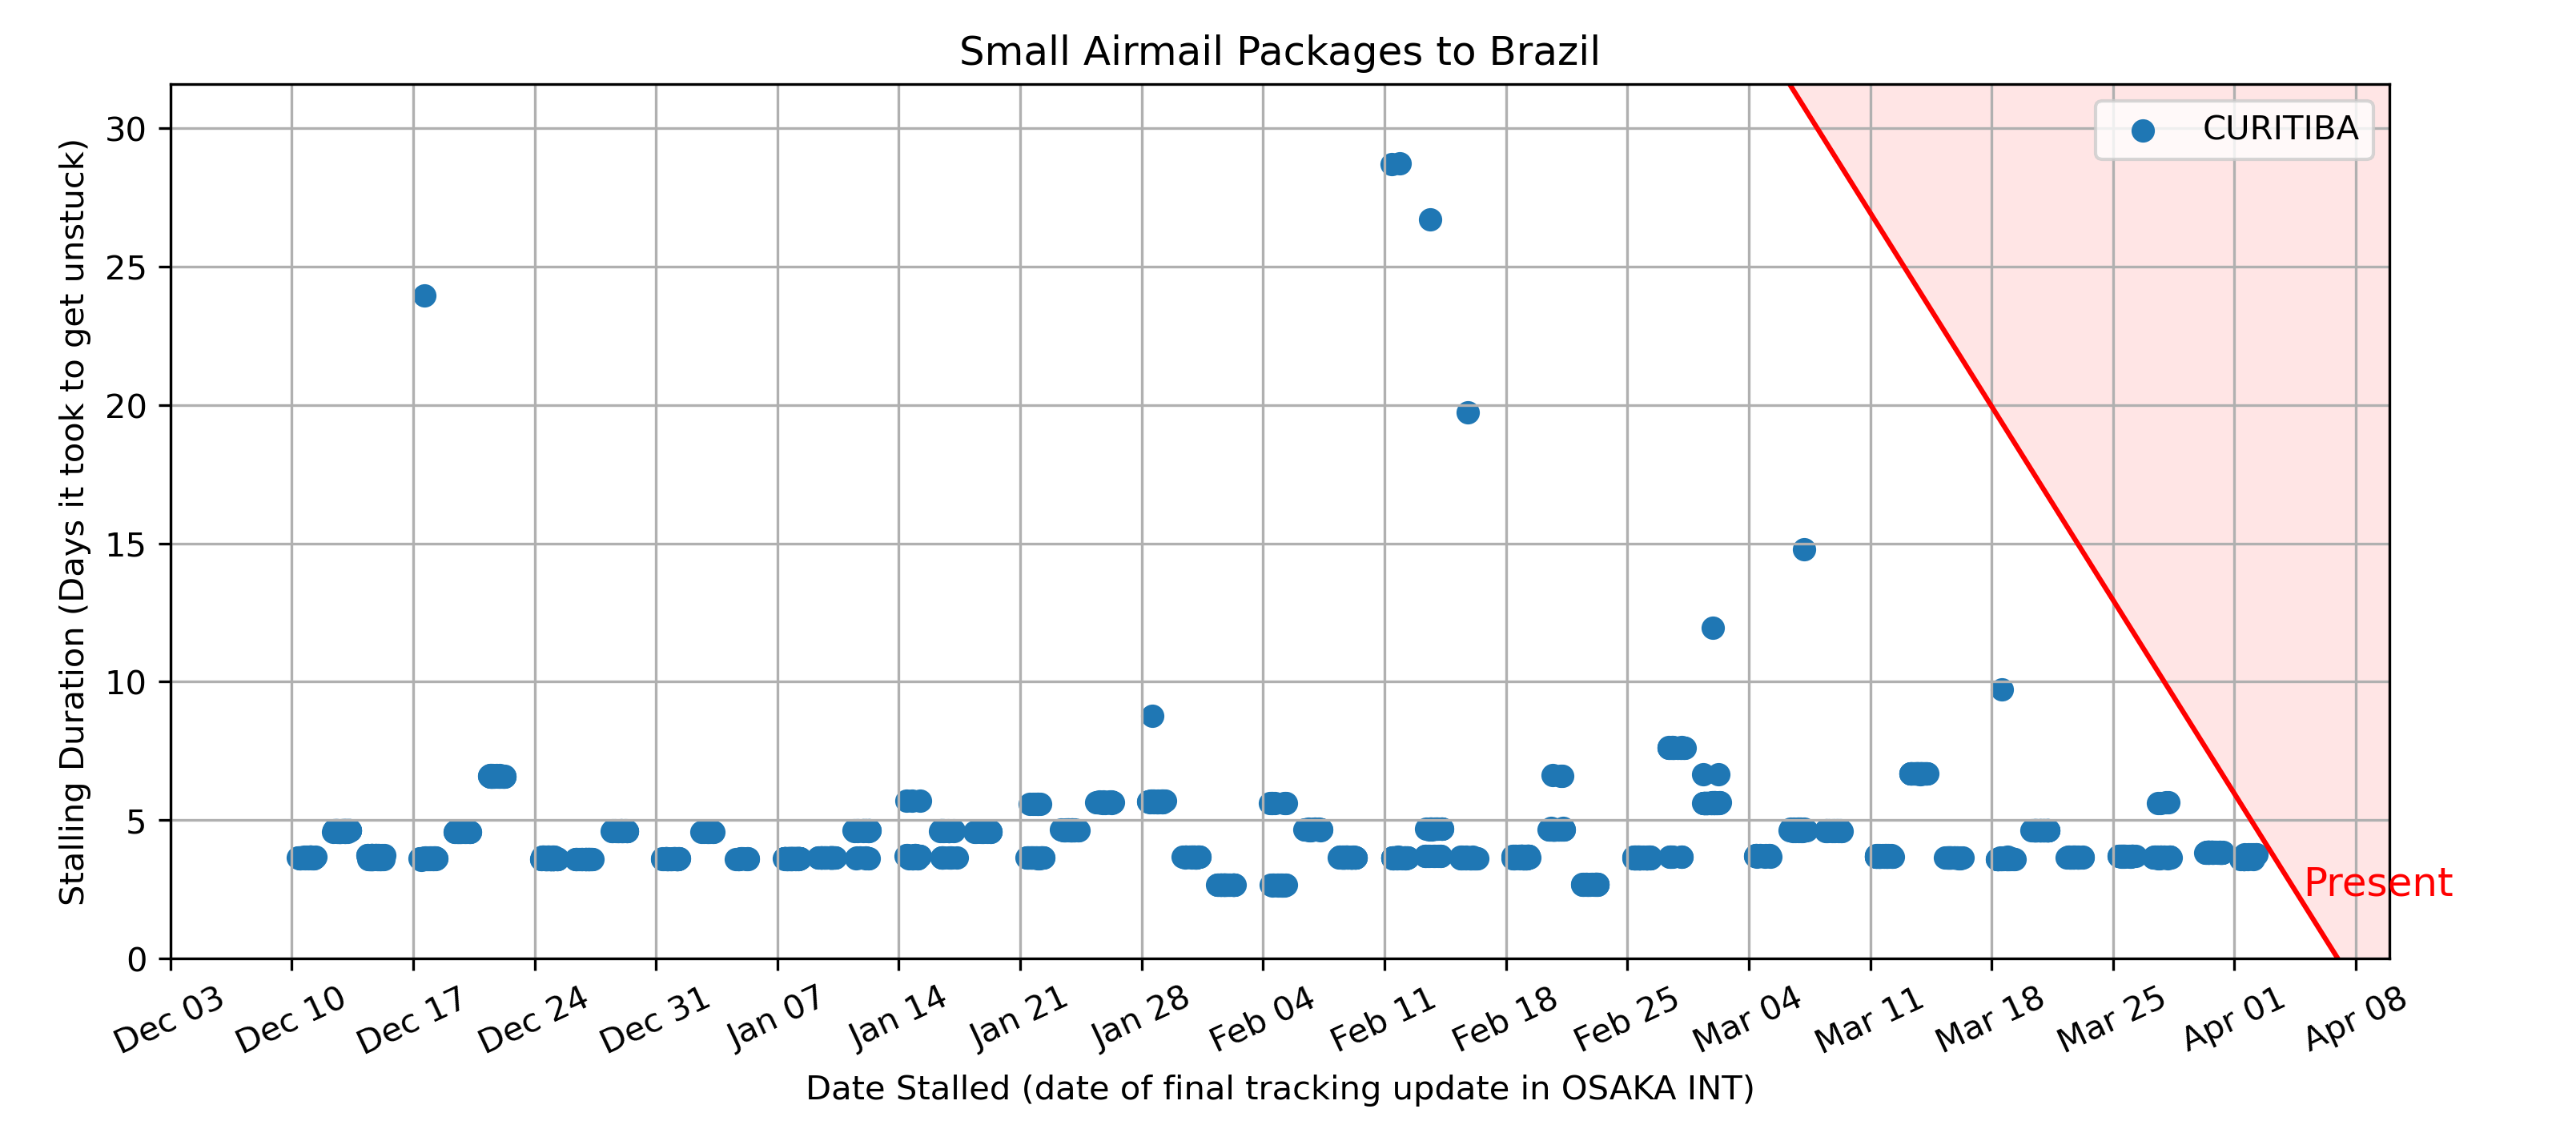 Small Airmail Packages to Brazil
CURITIBA
Stalling Duration (Days it took to get unstuck)
30
25
20
15
10
5
0
Present
Dec 03
Dec 10
Dec 17
Dec 24
Dec 31
Jan 07
Jan 14
Jan 21
Jan 28
Feb 04
Feb 11
Feb 18
Feb 25
Mar 04
Mar 11
Mar 18
Mar 25
Apr 01
Apr 08
Date Stalled (date of final tracking update in OSAKA INT)